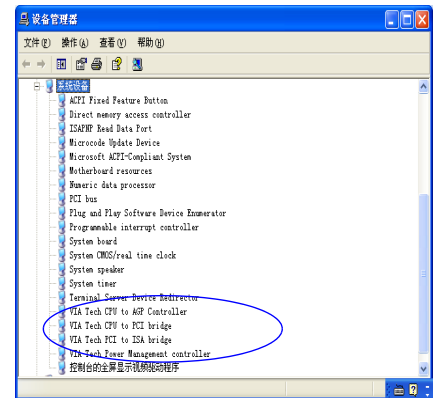 设备管理器
文件(F) 操作(A) 查看(V) 帮助(H)
系统设备
ACPI Fixed Feature Button
Direct memory access controller
ISAPNP Read Data Port
Microcode Update Device
Microsoft ACPI-Compliant System
Motherboard resources
Numeric data processor
PCI bus
Plug and Play Software Device Enumerator
Programmable interrupt controller
System board
System CMOS/real time clock
System speaker
System timer
Terminal Server Device Redirector
VIA Tech CPU to AGP Controller
VIA Tech CPU to PCI bridge
VIA Tech PCI to ISA bridge
VIA Tech Power Management controller
控制台的全屏显示视频驱动程序